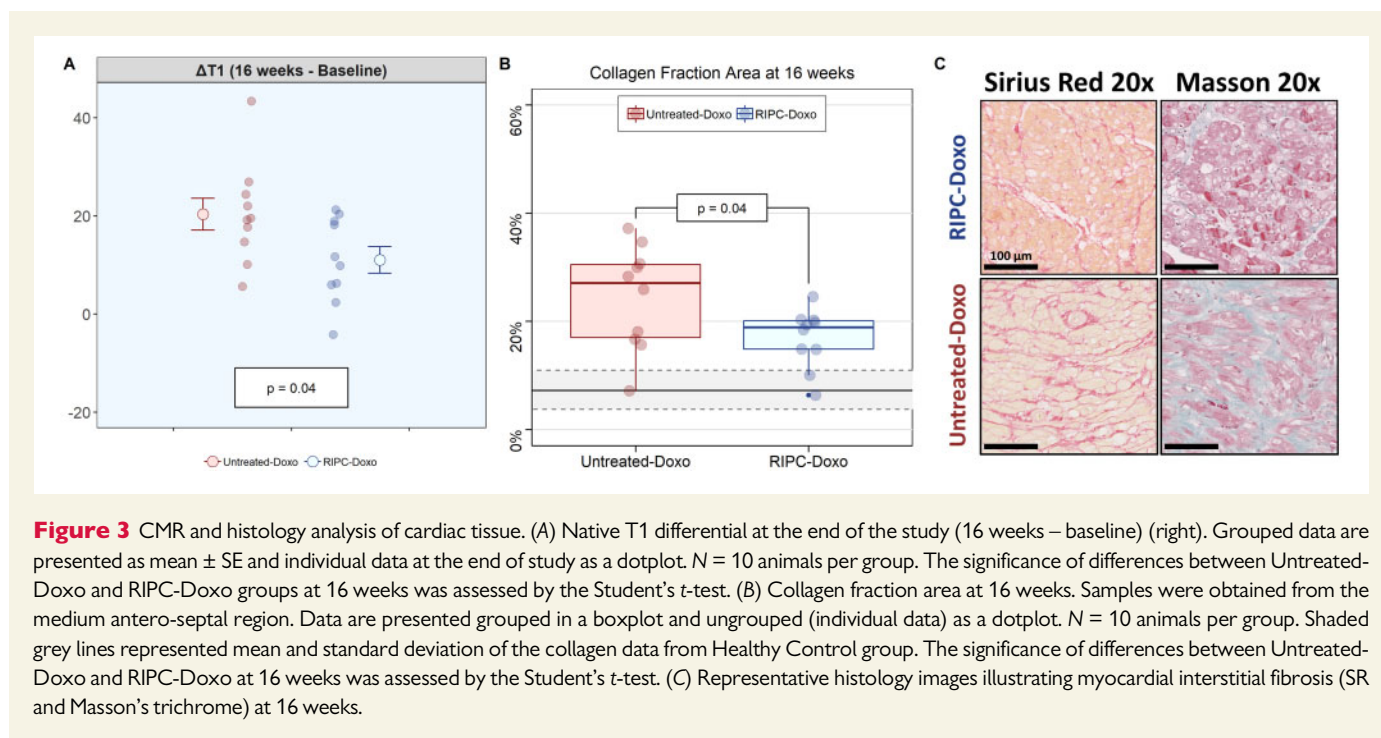 A
ΔT1 (16 weeks - Baseline)
40
20
0
-20
p = 0.04
Untreated-Doxo RIPC-Doxo
B
Collagen Fraction Area at 16 weeks
Untreated-Doxo RIPC-Doxo
60%
40%
20%
0%
p = 0.04
Untreated-Doxo RIPC-Doxo
C
Sirius Red 20x Masson 20x
RIPC-Doxo
100 µm
Untreated-Doxo
Figure 3 CMR and histology analysis of cardiac tissue. (A) Native T1 differential at the end of the study (16 weeks – baseline) (right). Grouped data are
presented as mean ± SE and individual data at the end of study as a dotplot. N = 10 animals per group. The significance of differences between Untreated-
Doxo and RIPC-Doxo groups at 16 weeks was assessed by the Student's t-test. (B) Collagen fraction area at 16 weeks. Samples were obtained from the
medium antero-septal region. Data are presented grouped in a boxplot and ungrouped (individual data) as a dotplot. N = 10 animals per group. Shaded
grey lines represented mean and standard deviation of the collagen data from Healthy Control group. The significance of differences between Untreated-
Doxo and RIPC-Doxo at 16 weeks was assessed by the Student's t-test. (C) Representative histology images illustrating myocardial interstitial fibrosis (SR
and Masson's trichrome) at 16 weeks.